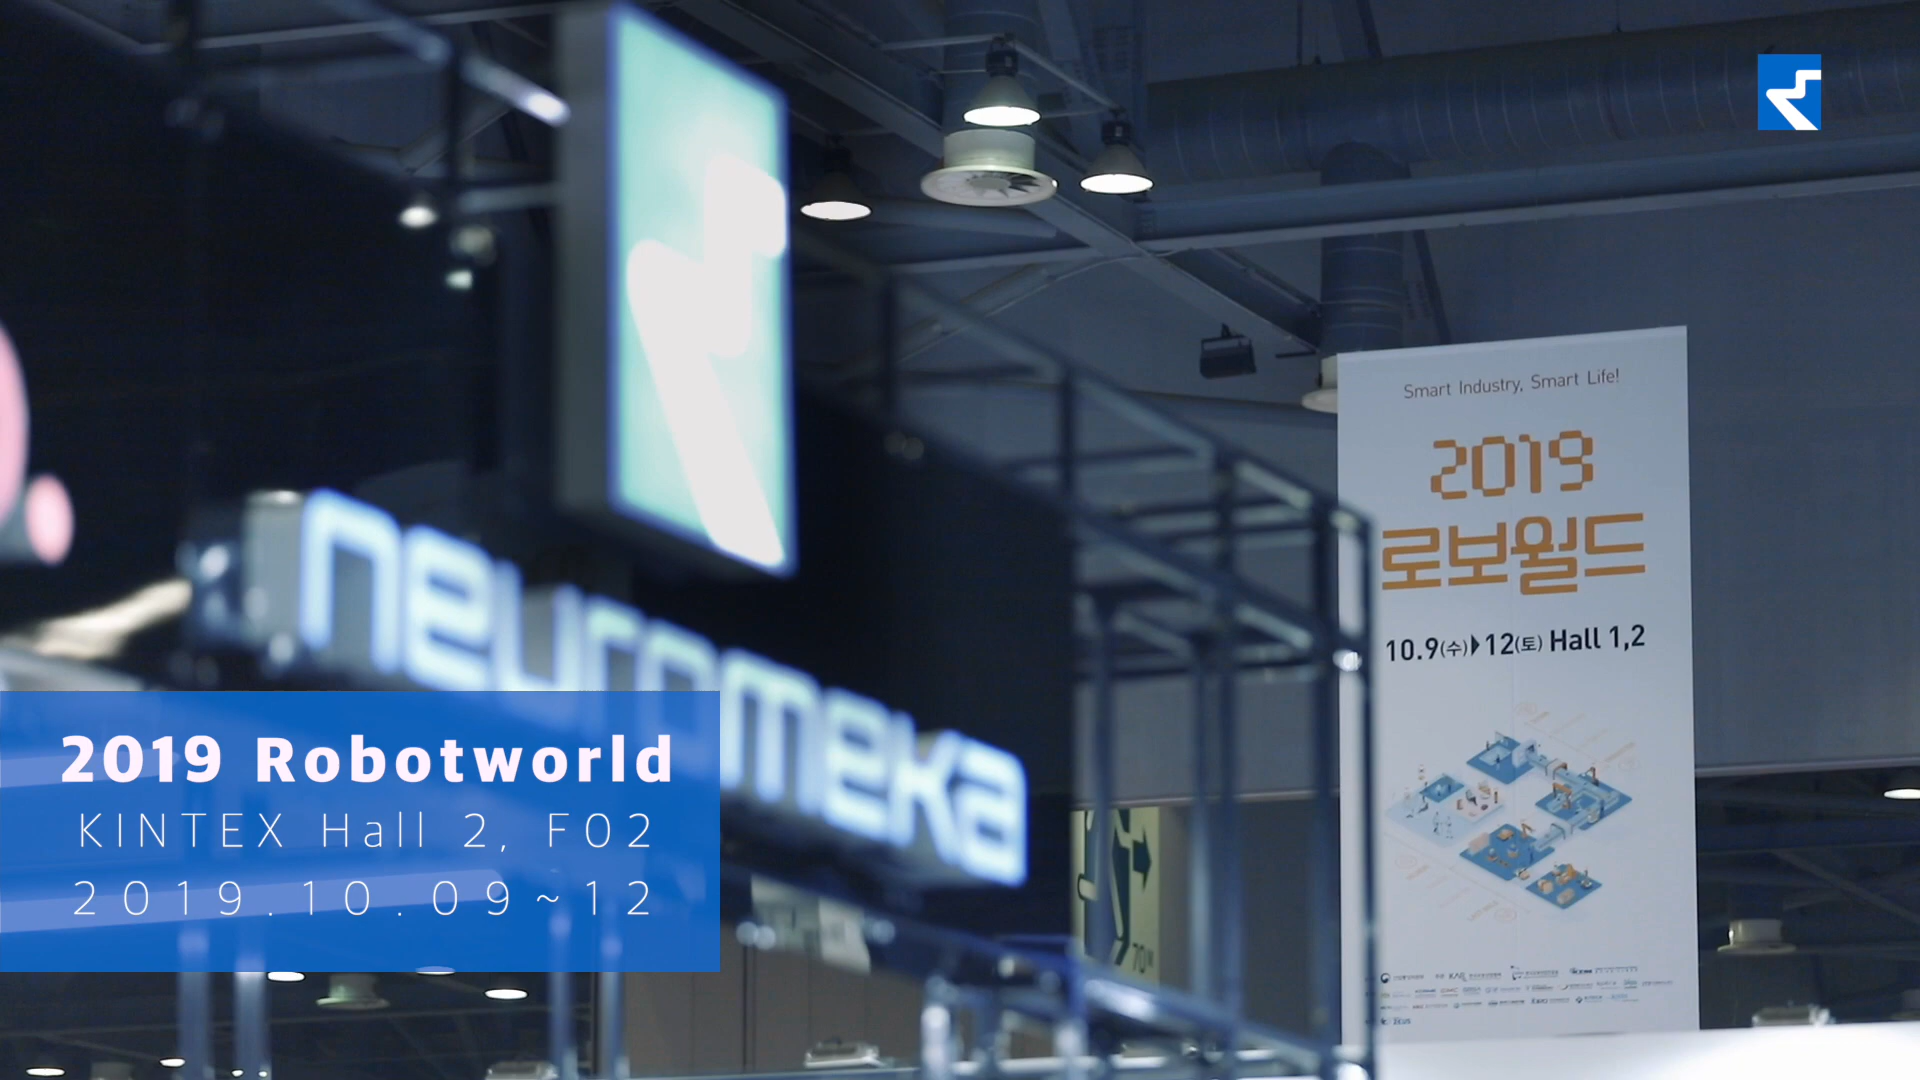 neuromeka
Smart Industry, Smart Life!
2019
로보월드
10.9(수)▶12(토) Hall 1,2
2019 Robotworld
KINTEX Hall 2, F02
2019.10.09~12
70M